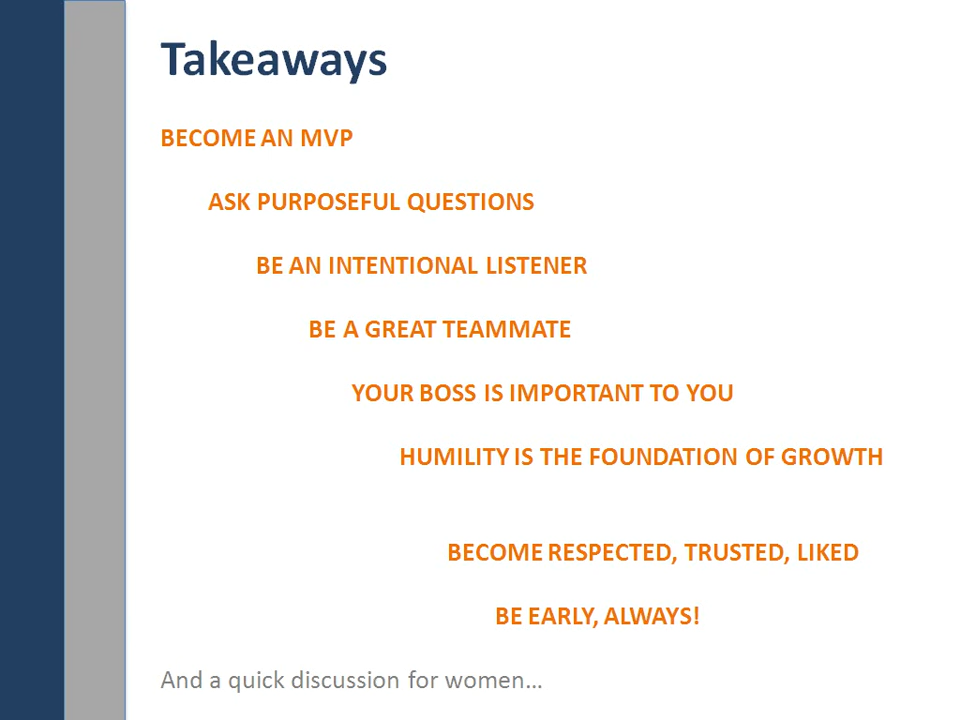 Takeaways
BECOME AN MVP
ASK PURPOSEFUL QUESTIONS
BE AN INTENTIONAL LISTENER
BE A GREAT TEAMMATE
YOUR BOSS IS IMPORTANT TO YOU
HUMILITY IS THE FOUNDATION OF GROWTH
BECOME RESPECTED, TRUSTED, LIKED
BE EARLY, ALWAYS!
And a quick discussion for women…